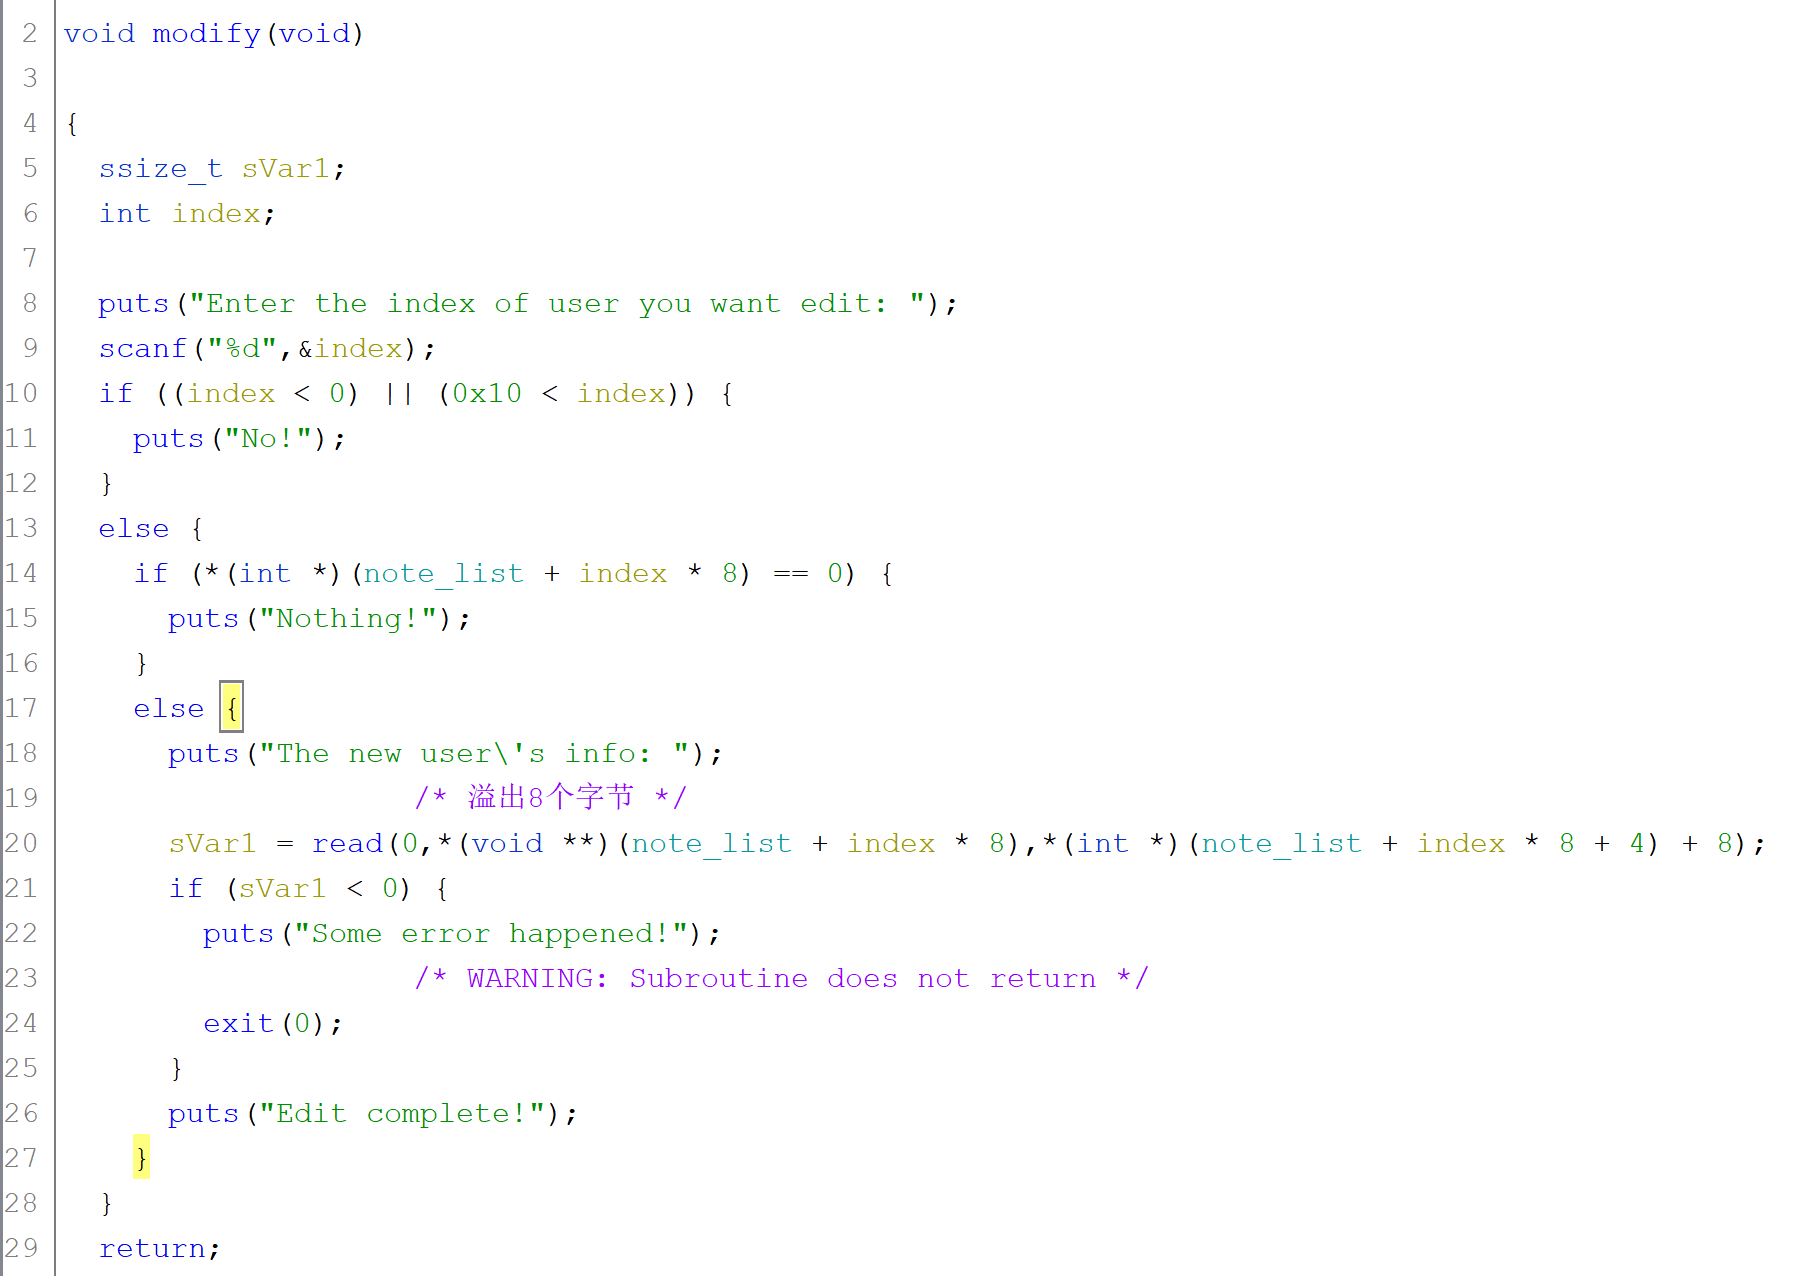 2 void modify(void)
3
4 {
5 ssize_t sVar1;
6 int index;
7
8 puts("Enter the index of user you want edit: ");
9 scanf("%d",&index);
10 if ((index < 0) || (0x10 < index)) {
11 puts("No!");
12 }
13 else {
14 if (*(int *)(note_list + index * 8) == 0) {
15 puts("Nothing!");
16 }
17 else {
18 puts("The new user\'s info: ");
19 /* 溢出8个字节 */
20 sVar1 = read(0,*(void **)(note_list + index * 8),*(int *)(note_list + index * 8 + 4) + 8);
21 if (sVar1 < 0) {
22 puts("Some error happened!");
23 /* WARNING: Subroutine does not return */
24 exit(0);
25 }
26 puts("Edit complete!");
27 }
28 }
29 return;